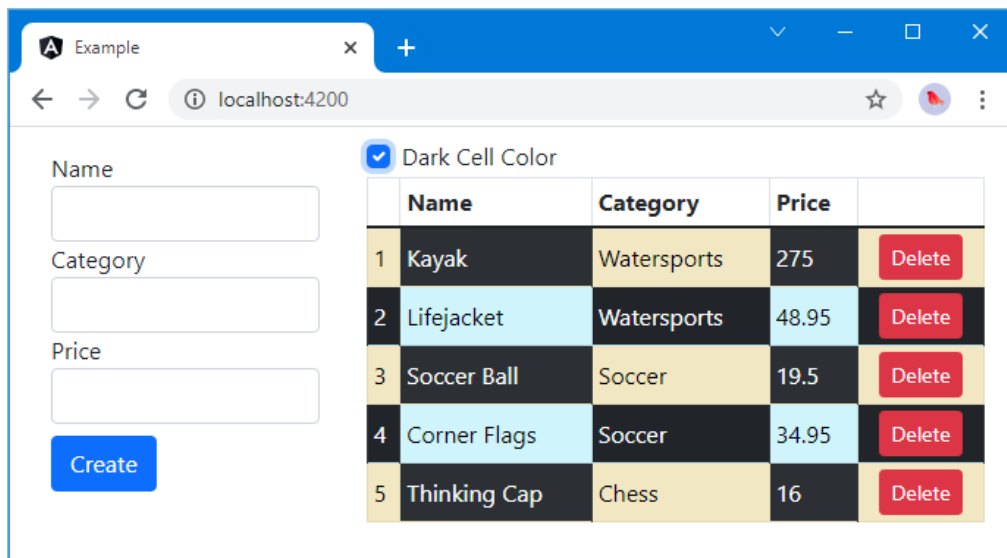 Example
localhost:4200
Name
Category
Price
Create
Dark Cell Color
Name Category Price
1 Kayak Watersports 275 Delete
2 Lifejacket Watersports 48.95 Delete
3 Soccer Ball Soccer 19.5 Delete
4 Corner Flags Soccer 34.95 Delete
5 Thinking Cap Chess 16 Delete